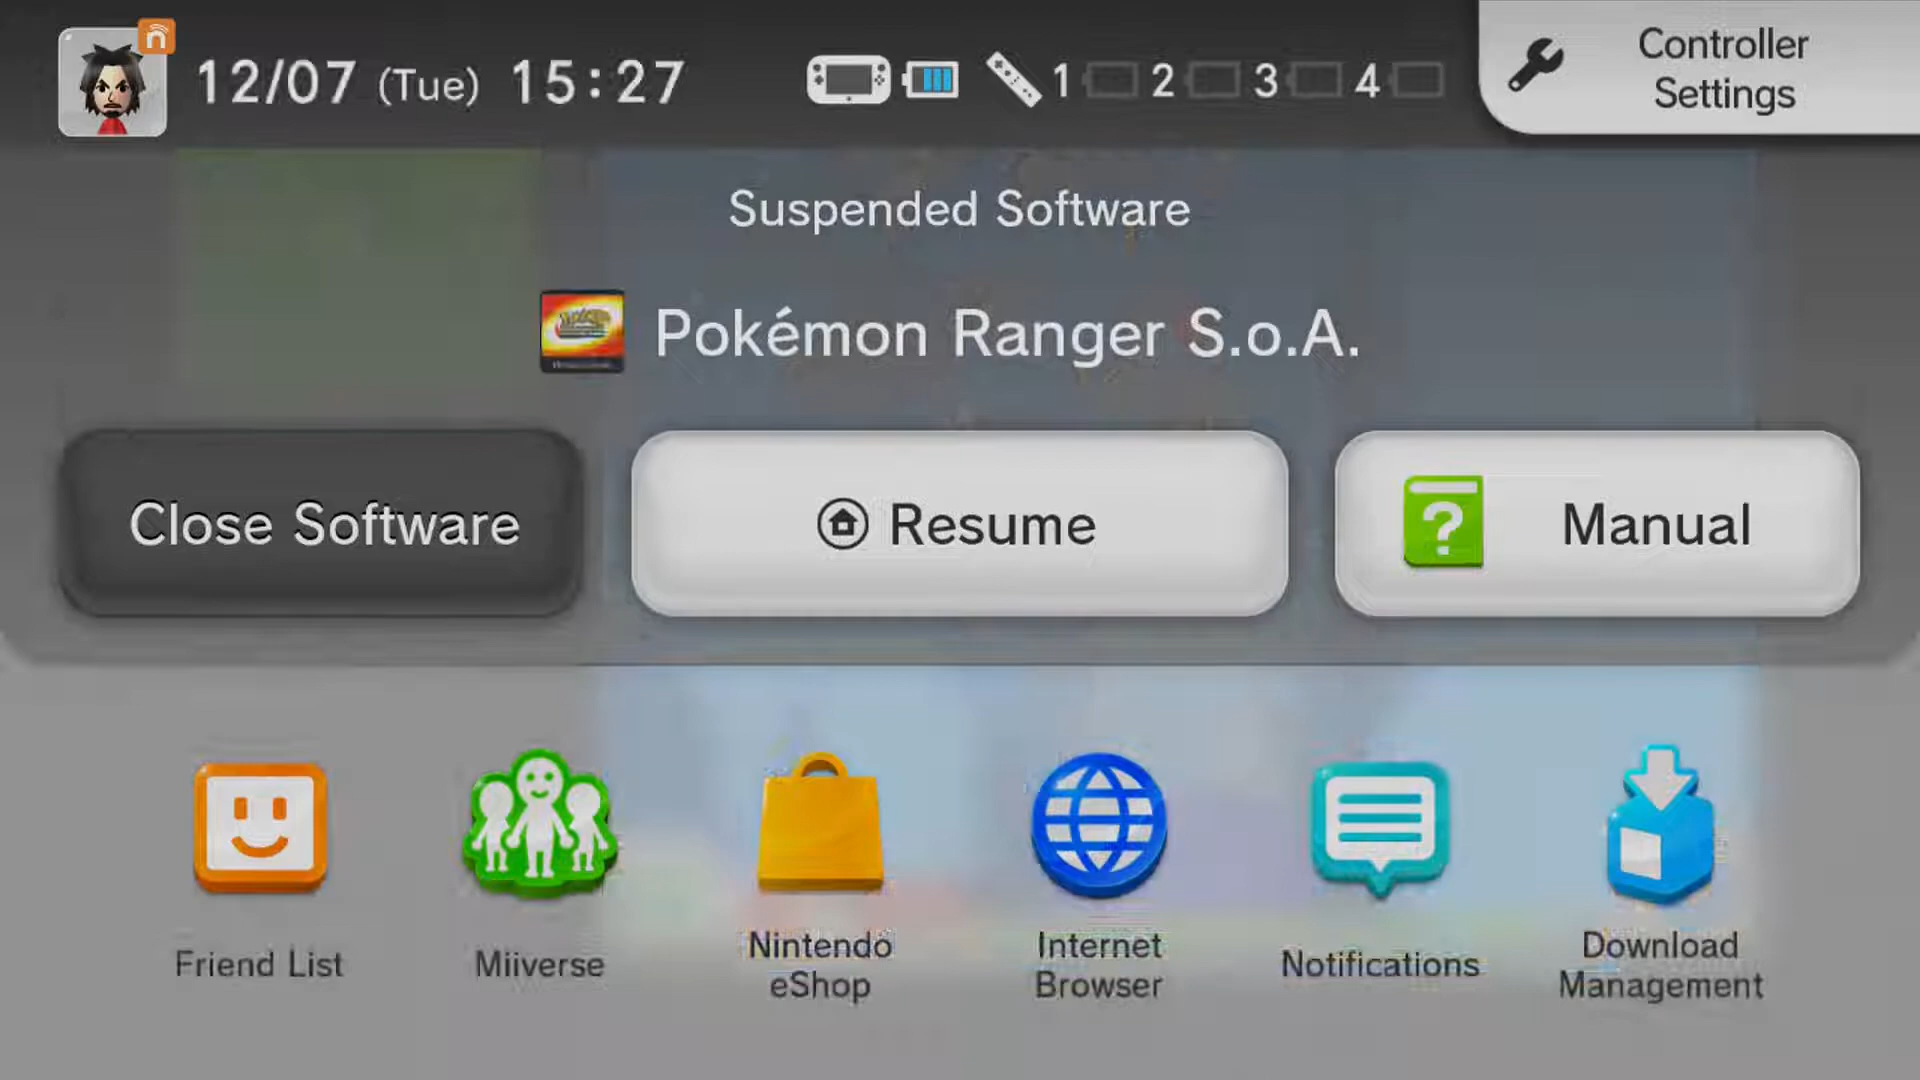 12/07 (Tue) 15:27
1 2 3 4
Controller
Settings
Suspended Software
Pokémon Ranger S.o.A.
Close Software
Resume
Manual
Friend List
Miiverse
Nintendo
eShop
Internet
Browser
Notifications
Download
Management